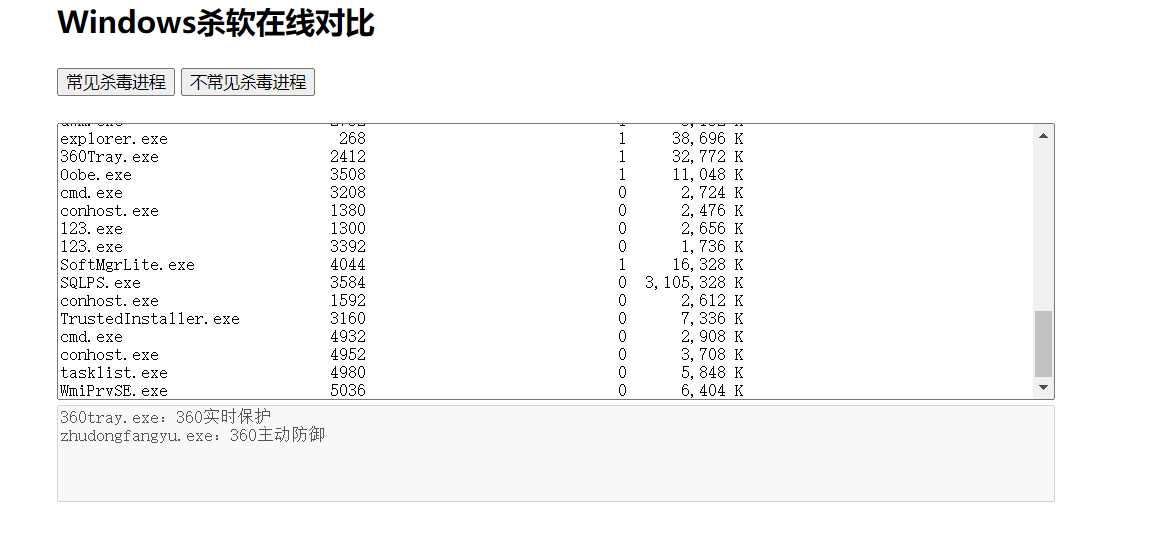 Windows杀软在线对比
常见杀毒进程 不常见杀毒进程
explorer.exe 268 1 38,696 K
360Tray.exe 2412 1 32,772 K
Oobe.exe 3508 1 11,048 K
cmd.exe 3208 0 2,724 K
conhost.exe 1380 0 2,476 K
123.exe 1300 0 2,656 K
123.exe 3392 0 1,736 K
SoftMgrLite.exe 4044 1 16,328 K
SQLPS.exe 3584 0 3,105,328 K
conhost.exe 1592 0 2,612 K
TrustedInstaller.exe 3160 0 7,336 K
cmd.exe 4932 0 2,908 K
conhost.exe 4952 0 3,708 K
tasklist.exe 4980 0 5,848 K
WmiPrvSE.exe 5036 0 6,404 K
360tray.exe：360实时保护
zhudongfangyu.exe：360主动防御